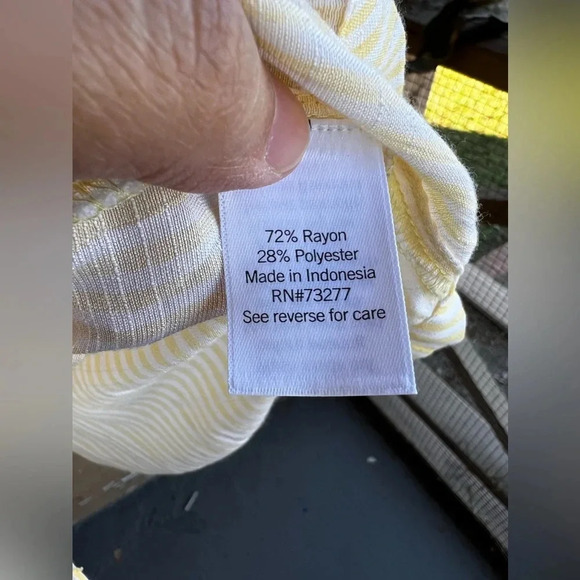 72% Rayon
28% Polyester
Made in Indonesia
RN#73277
See reverse for care